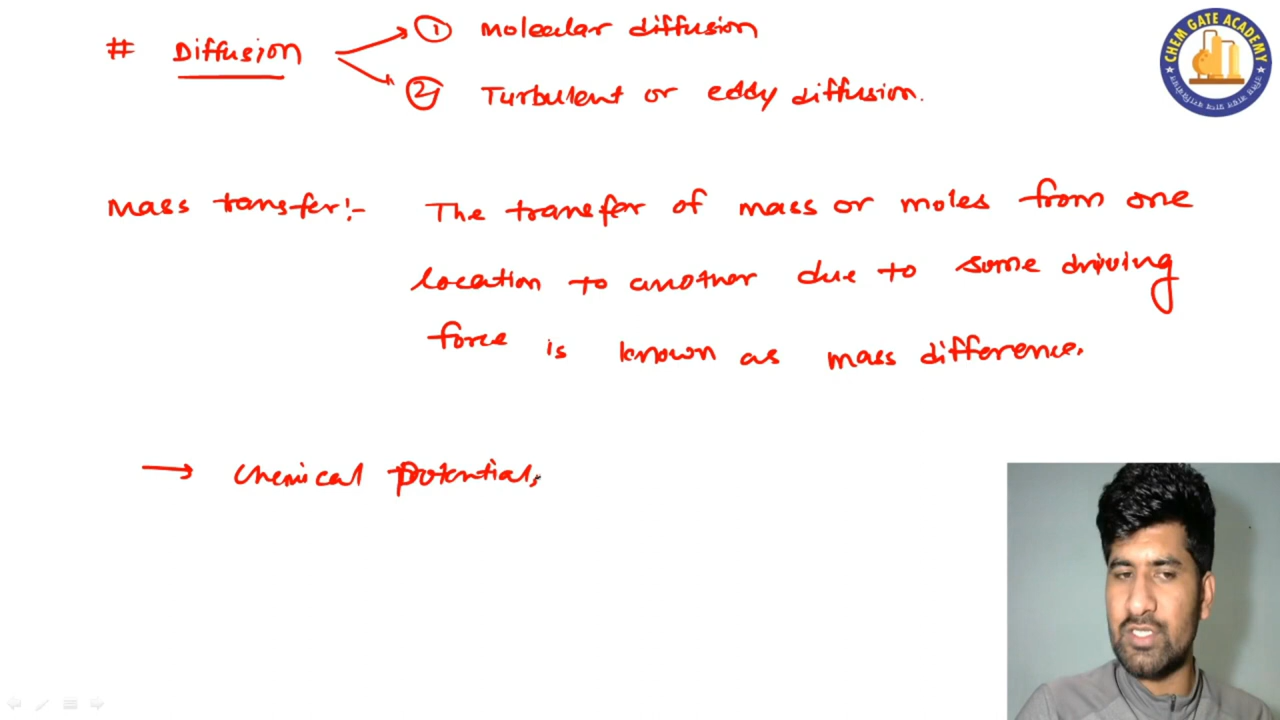 # Diffusion
① Molecular diffusion
② Turbulent or eddy diffusion.
CHEM GATE ACADEMY
Mass transfer:- The transfer of mass or moles from one
location to another due to some driving
force is known as mass difference.
→ Chemical potential,